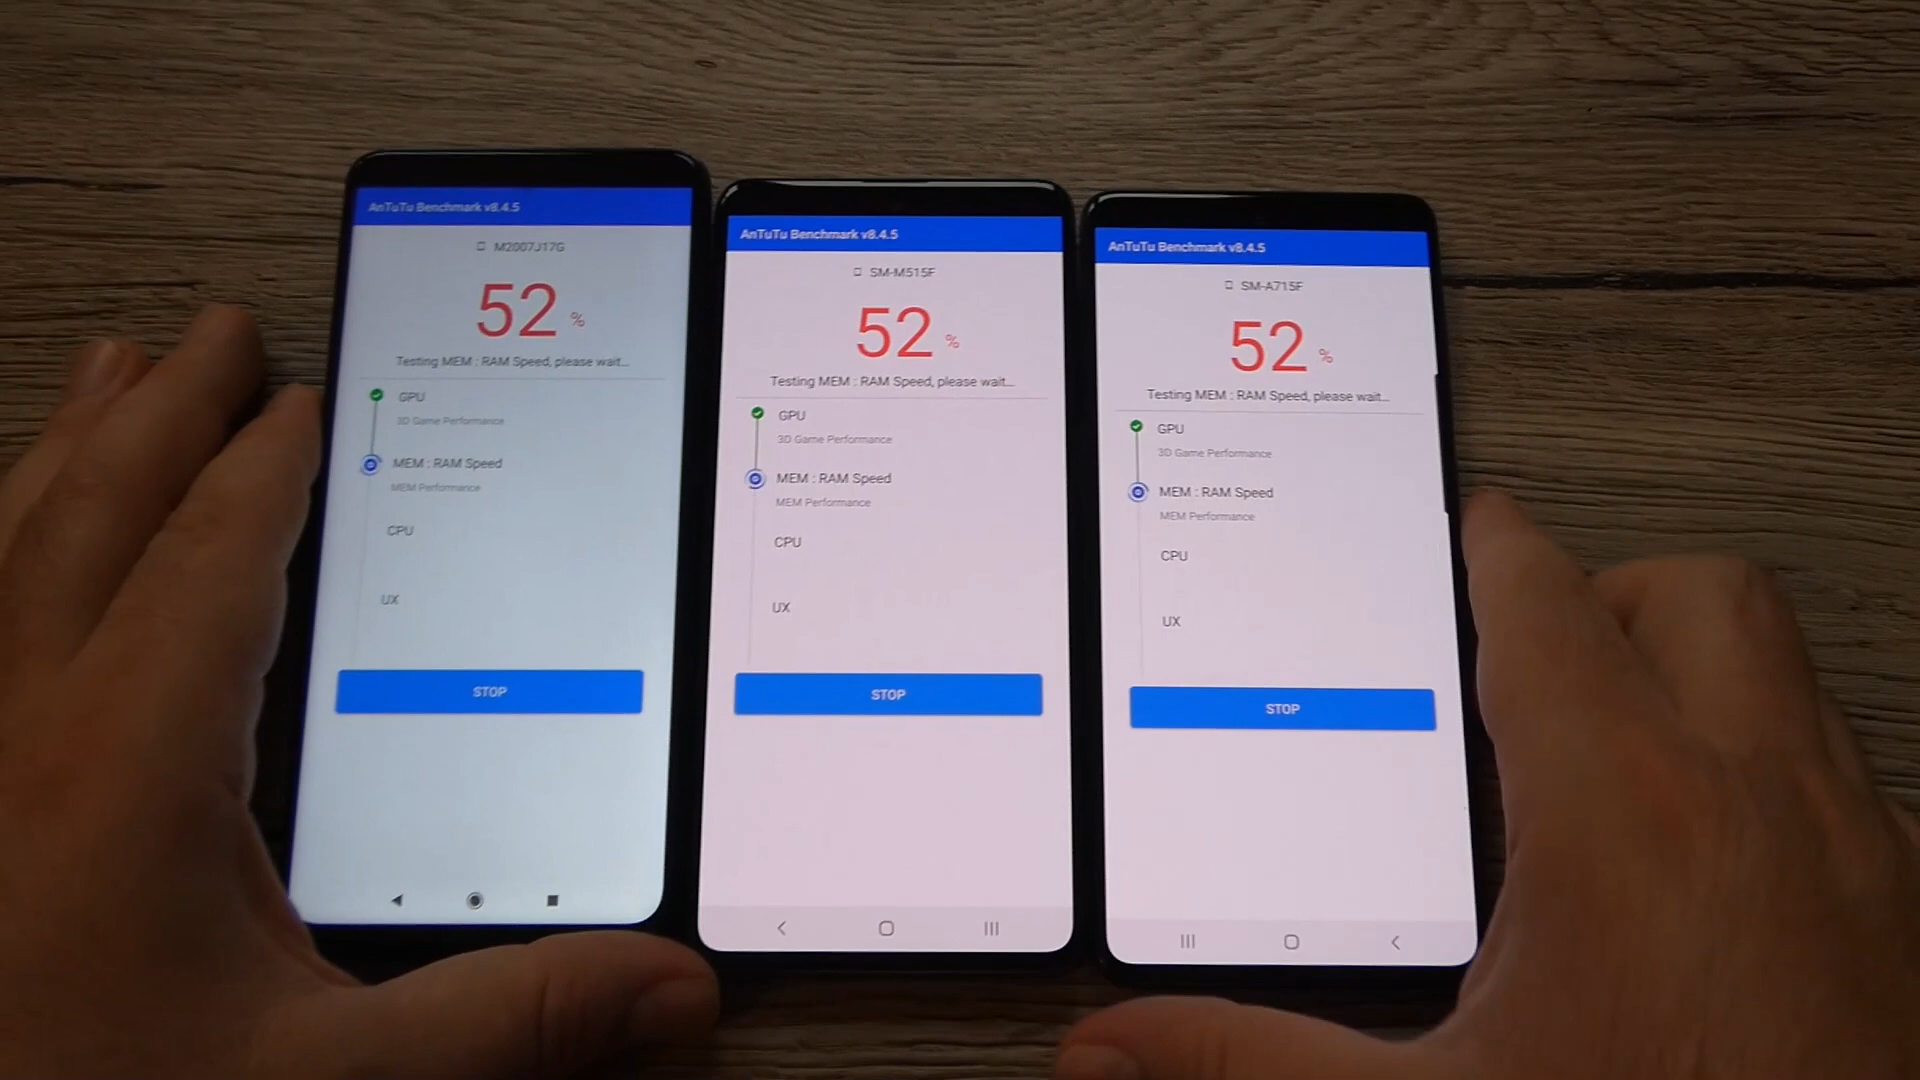 AnTuTu Benchmark v8.4.5
M2007J17G
52 %
Testing MEM : RAM Speed, please wait...
GPU
3D Game Performance
MEM : RAM Speed
MEM Performance
CPU
UX
STOP
AnTuTu Benchmark v8.4.5
SM-M515F
52 %
Testing MEM : RAM Speed, please wait...
GPU
3D Game Performance
MEM : RAM Speed
MEM Performance
CPU
UX
STOP
AnTuTu Benchmark v8.4.5
SM-A715F
52 %
Testing MEM : RAM Speed, please wait...
GPU
3D Game Performance
MEM : RAM Speed
MEM Performance
CPU
UX
STOP